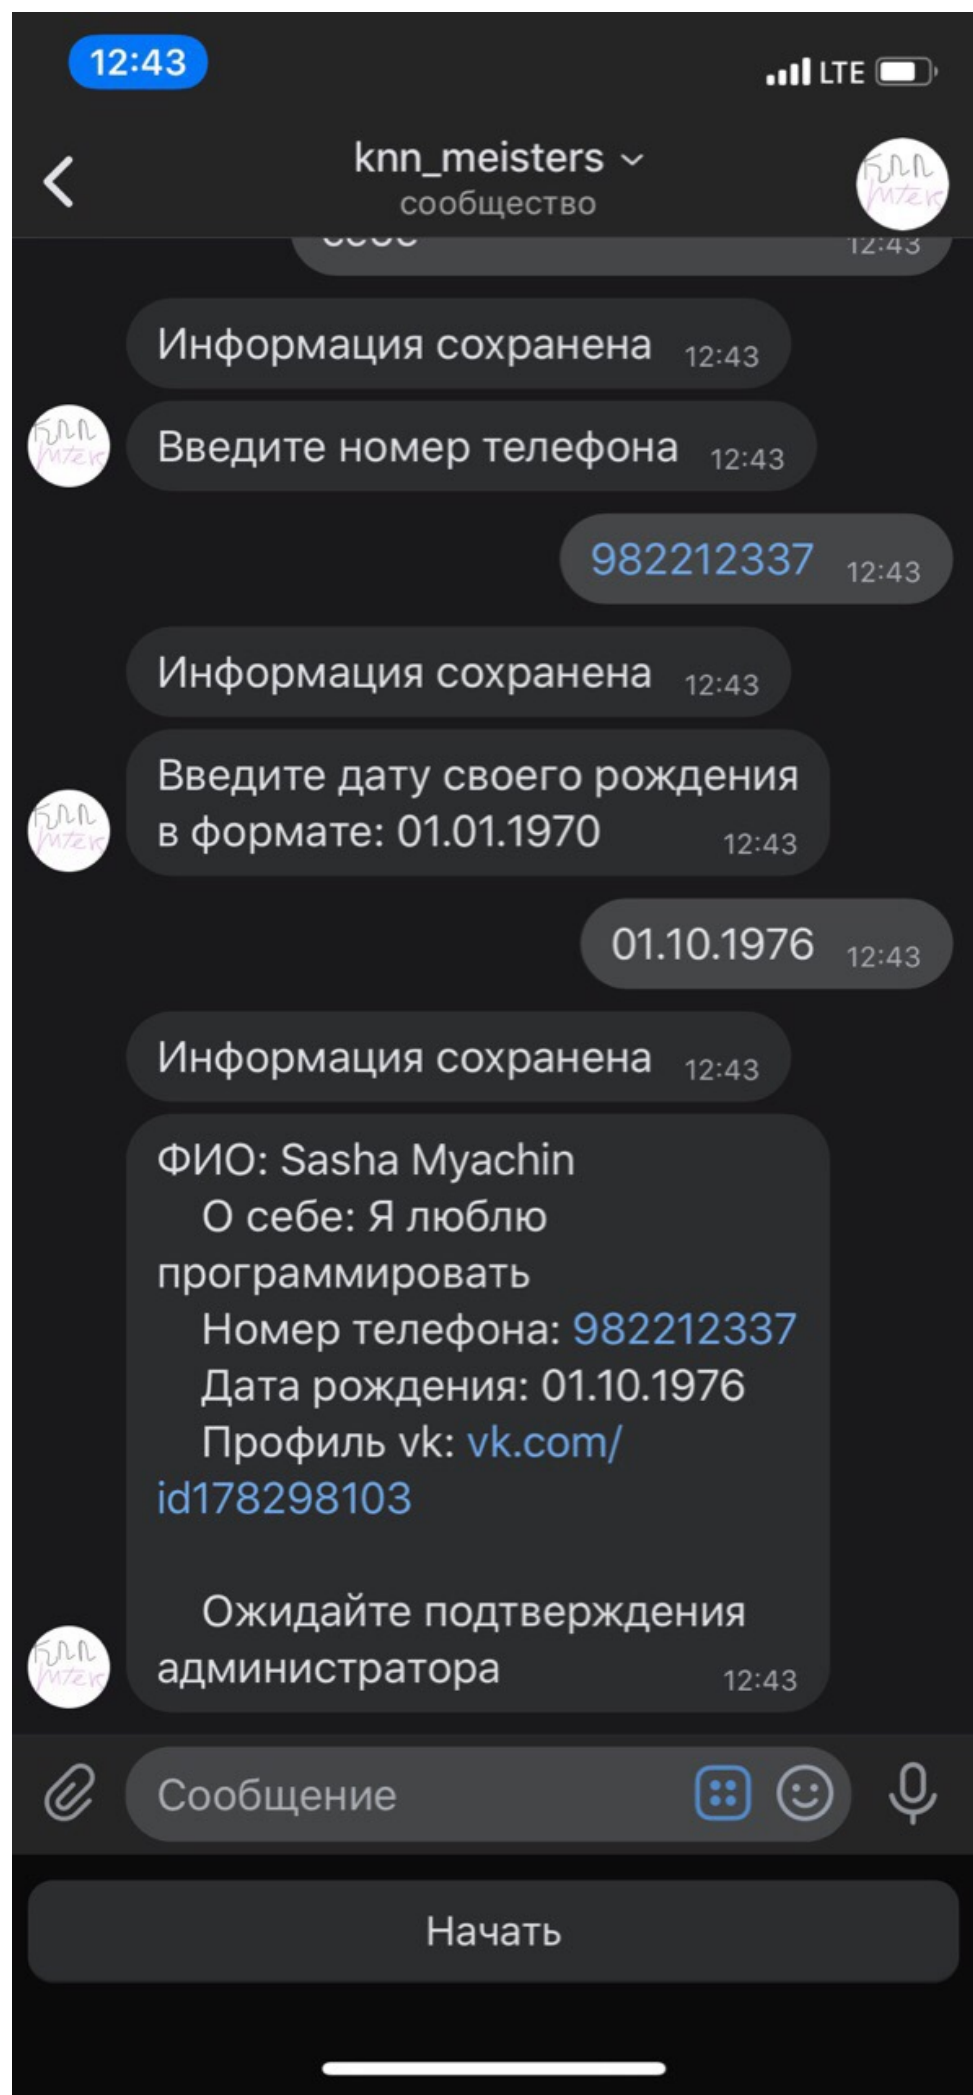 12:43
LTE
knn_meisters
сообщество
12:43
Информация сохранена 12:43
Введите номер телефона 12:43
982212337 12:43
Информация сохранена 12:43
Введите дату своего рождения
в формате: 01.01.1970 12:43
01.10.1976 12:43
Информация сохранена 12:43
ФИО: Sasha Myachin
О себе: Я люблю
программировать
Номер телефона: 982212337
Дата рождения: 01.10.1976
Профиль vk: vk.com/
id178298103
Ожидайте подтверждения
администратора 12:43
Сообщение
Начать